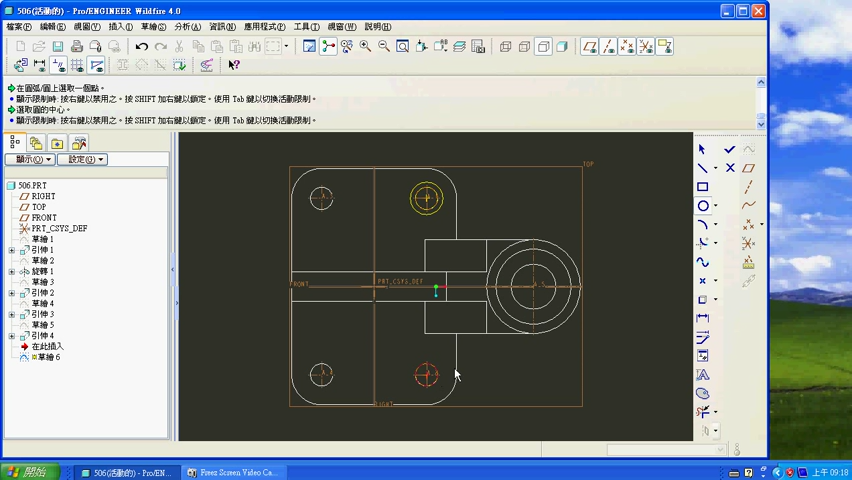 506(活動的) - Pro/ENGINEER Wildfire 4.0
檔案(F) 編輯(E) 視圖(V) 插入(I) 草繪(S) 分析(A) 資訊(N) 應用程式(P) 工具(T) 視窗(W) 說明(H)
在圓弧/圓上選取一個點。
顯示限制時: 按右鍵以禁用之。按 SHIFT 加右鍵以鎖定。使用 Tab 鍵以切換活動限制。
選取圓的中心。
顯示限制時: 按右鍵以禁用之。按 SHIFT 加右鍵以鎖定。使用 Tab 鍵以切換活動限制。
顯示(O) 設定(G)
506.PRT
RIGHT
TOP
FRONT
PRT_CSYS_DEF
草繪 1
引伸 1
草繪 2
旋轉 1
草繪 3
引伸 2
草繪 4
引伸 3
草繪 5
引伸 4
在此插入
草繪 6
TOP
FRONT
PRT_CSYS_DEF
A_5
RIGHT
開始
506(活動的) - Pro/EN...
Fireez Screen Video Ca...
上午 09:18